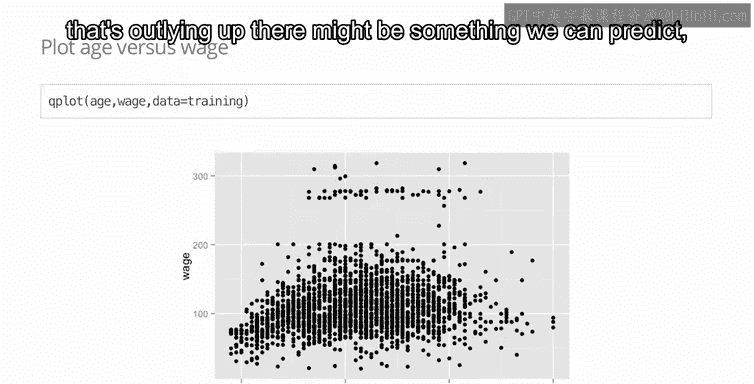 that's outlying up there might be something we can predict,
Plot age versus wage
qplot(age,wage,data=training)
300
200
100
wage